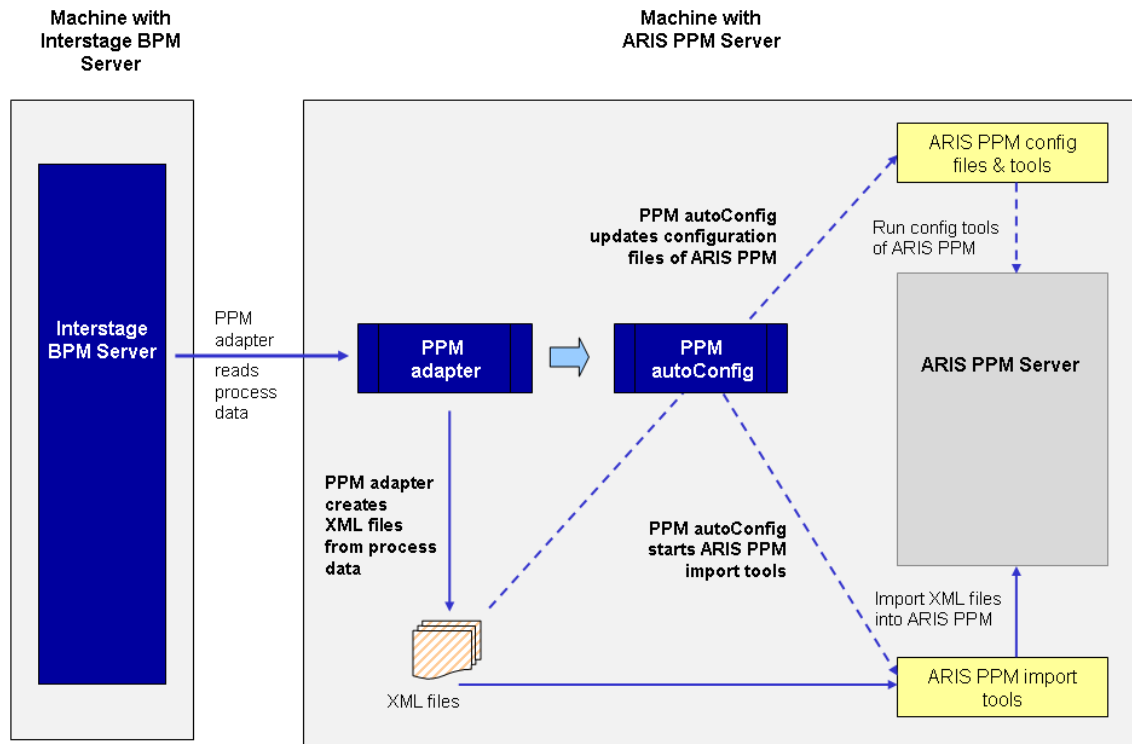 Machine with
Interstage BPM
Server
Machine with
ARIS PPM Server
ARIS PPM config
files & tools
PPM autoConfig
updates configuration
files of ARIS PPM
Run config tools
of ARIS PPM
Interstage
BPM Server
PPM
adapter
reads
process
data
PPM
adapter
PPM
autoConfig
ARIS PPM Server
PPM adapter
creates
XML files
from process
data
PPM autoConfig
starts ARIS PPM
import tools
Import XML files
into ARIS PPM
XML files
ARIS PPM import
tools